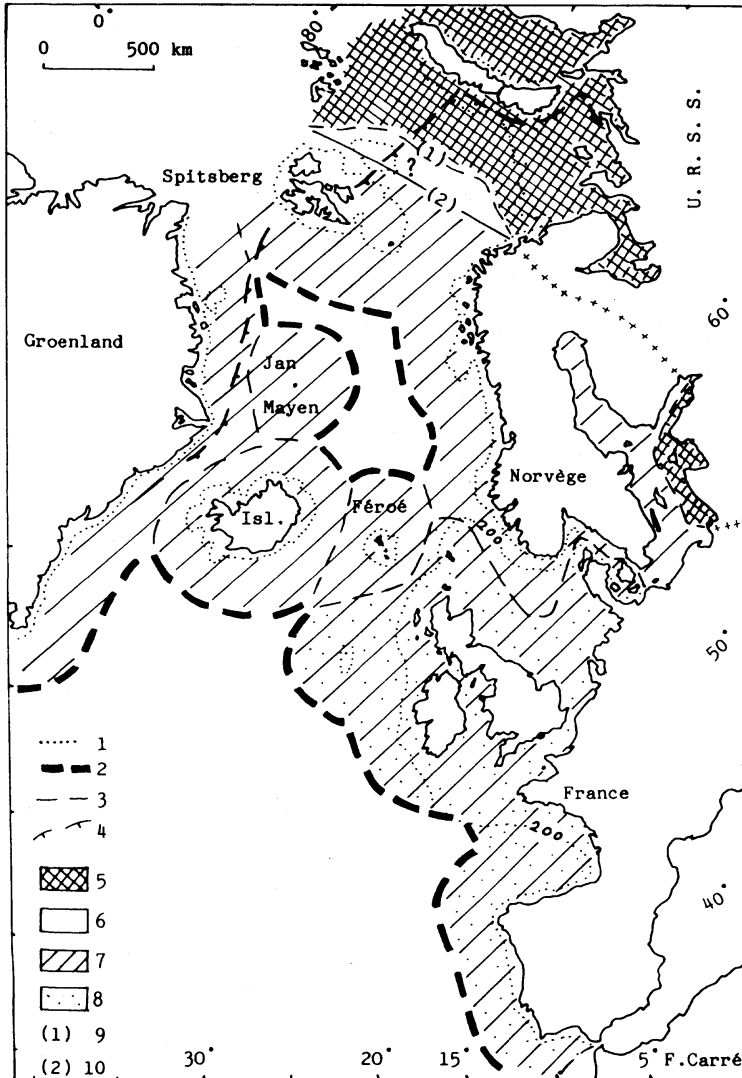 0°
80°
0 500 km
U. R. S. S.
Spitsberg
(1)
?
(2)
60°
Groenland
Jan
Mayen
Norvège
Isl.
Féroé
200
50°
1
2
3
4
France
200
5
40°
6
7
8
(1) 9
(2) 10
30° 20° 15 5° F.Carré